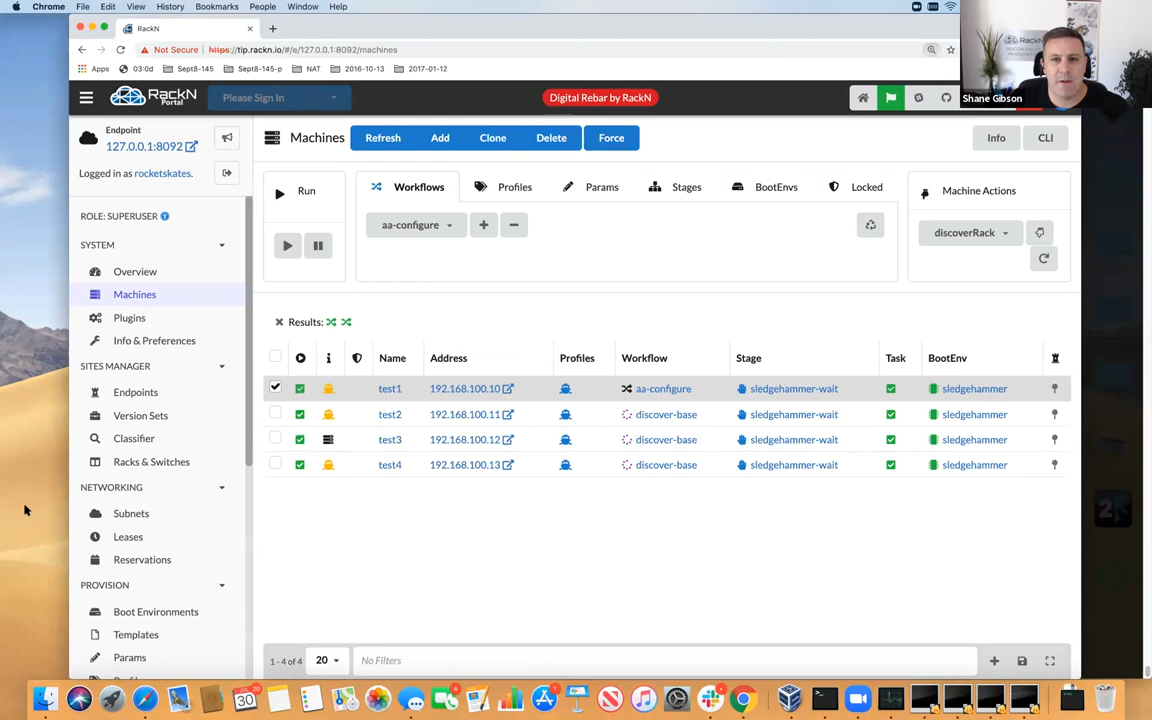 Chrome File Edit View History Bookmarks People Window Help
RackN
Not Secure https://tip.rackn.io/#/e/127.0.0.1:8092/machines
Apps 03:0d Sept8-145 Sept8-145-p NAT 2016-10-13 2017-01-12
Shane Gibson
RackN Portal Please Sign In Digital Rebar by RackN
Endpoint
127.0.0.1:8092
Logged in as rocketskates.
Machines Refresh Add Clone Delete Force Info CLI
Run Workflows Profiles Params Stages BootEnvs Locked Machine Actions
aa-configure discoverRack
ROLE: SUPERUSER
SYSTEM
Overview
Machines
Plugins
Info & Preferences
SITES MANAGER
Endpoints
Version Sets
Classifier
Racks & Switches
NETWORKING
Subnets
Leases
Reservations
PROVISION
Boot Environments
Templates
Params
Results:
Name Address Profiles Workflow Stage Task BootEnv
test1 192.168.100.10 aa-configure sledgehammer-wait sledgehammer
test2 192.168.100.11 discover-base sledgehammer-wait sledgehammer
test3 192.168.100.12 discover-base sledgehammer-wait sledgehammer
test4 192.168.100.13 discover-base sledgehammer-wait sledgehammer
1 - 4 of 4 20 No Filters
30